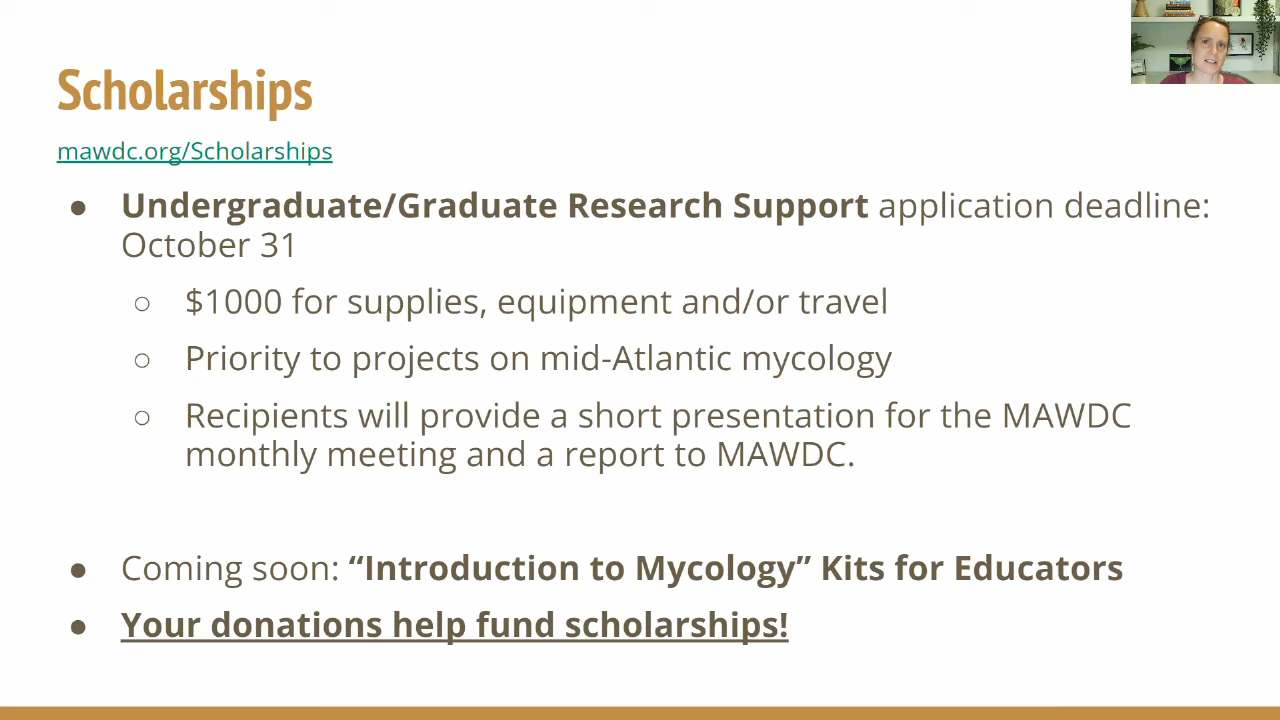 Scholarships
mawdc.org/Scholarships
● Undergraduate/Graduate Research Support application deadline:
October 31
○ $1000 for supplies, equipment and/or travel
○ Priority to projects on mid-Atlantic mycology
○ Recipients will provide a short presentation for the MAWDC
monthly meeting and a report to MAWDC.
● Coming soon: “Introduction to Mycology” Kits for Educators
● Your donations help fund scholarships!